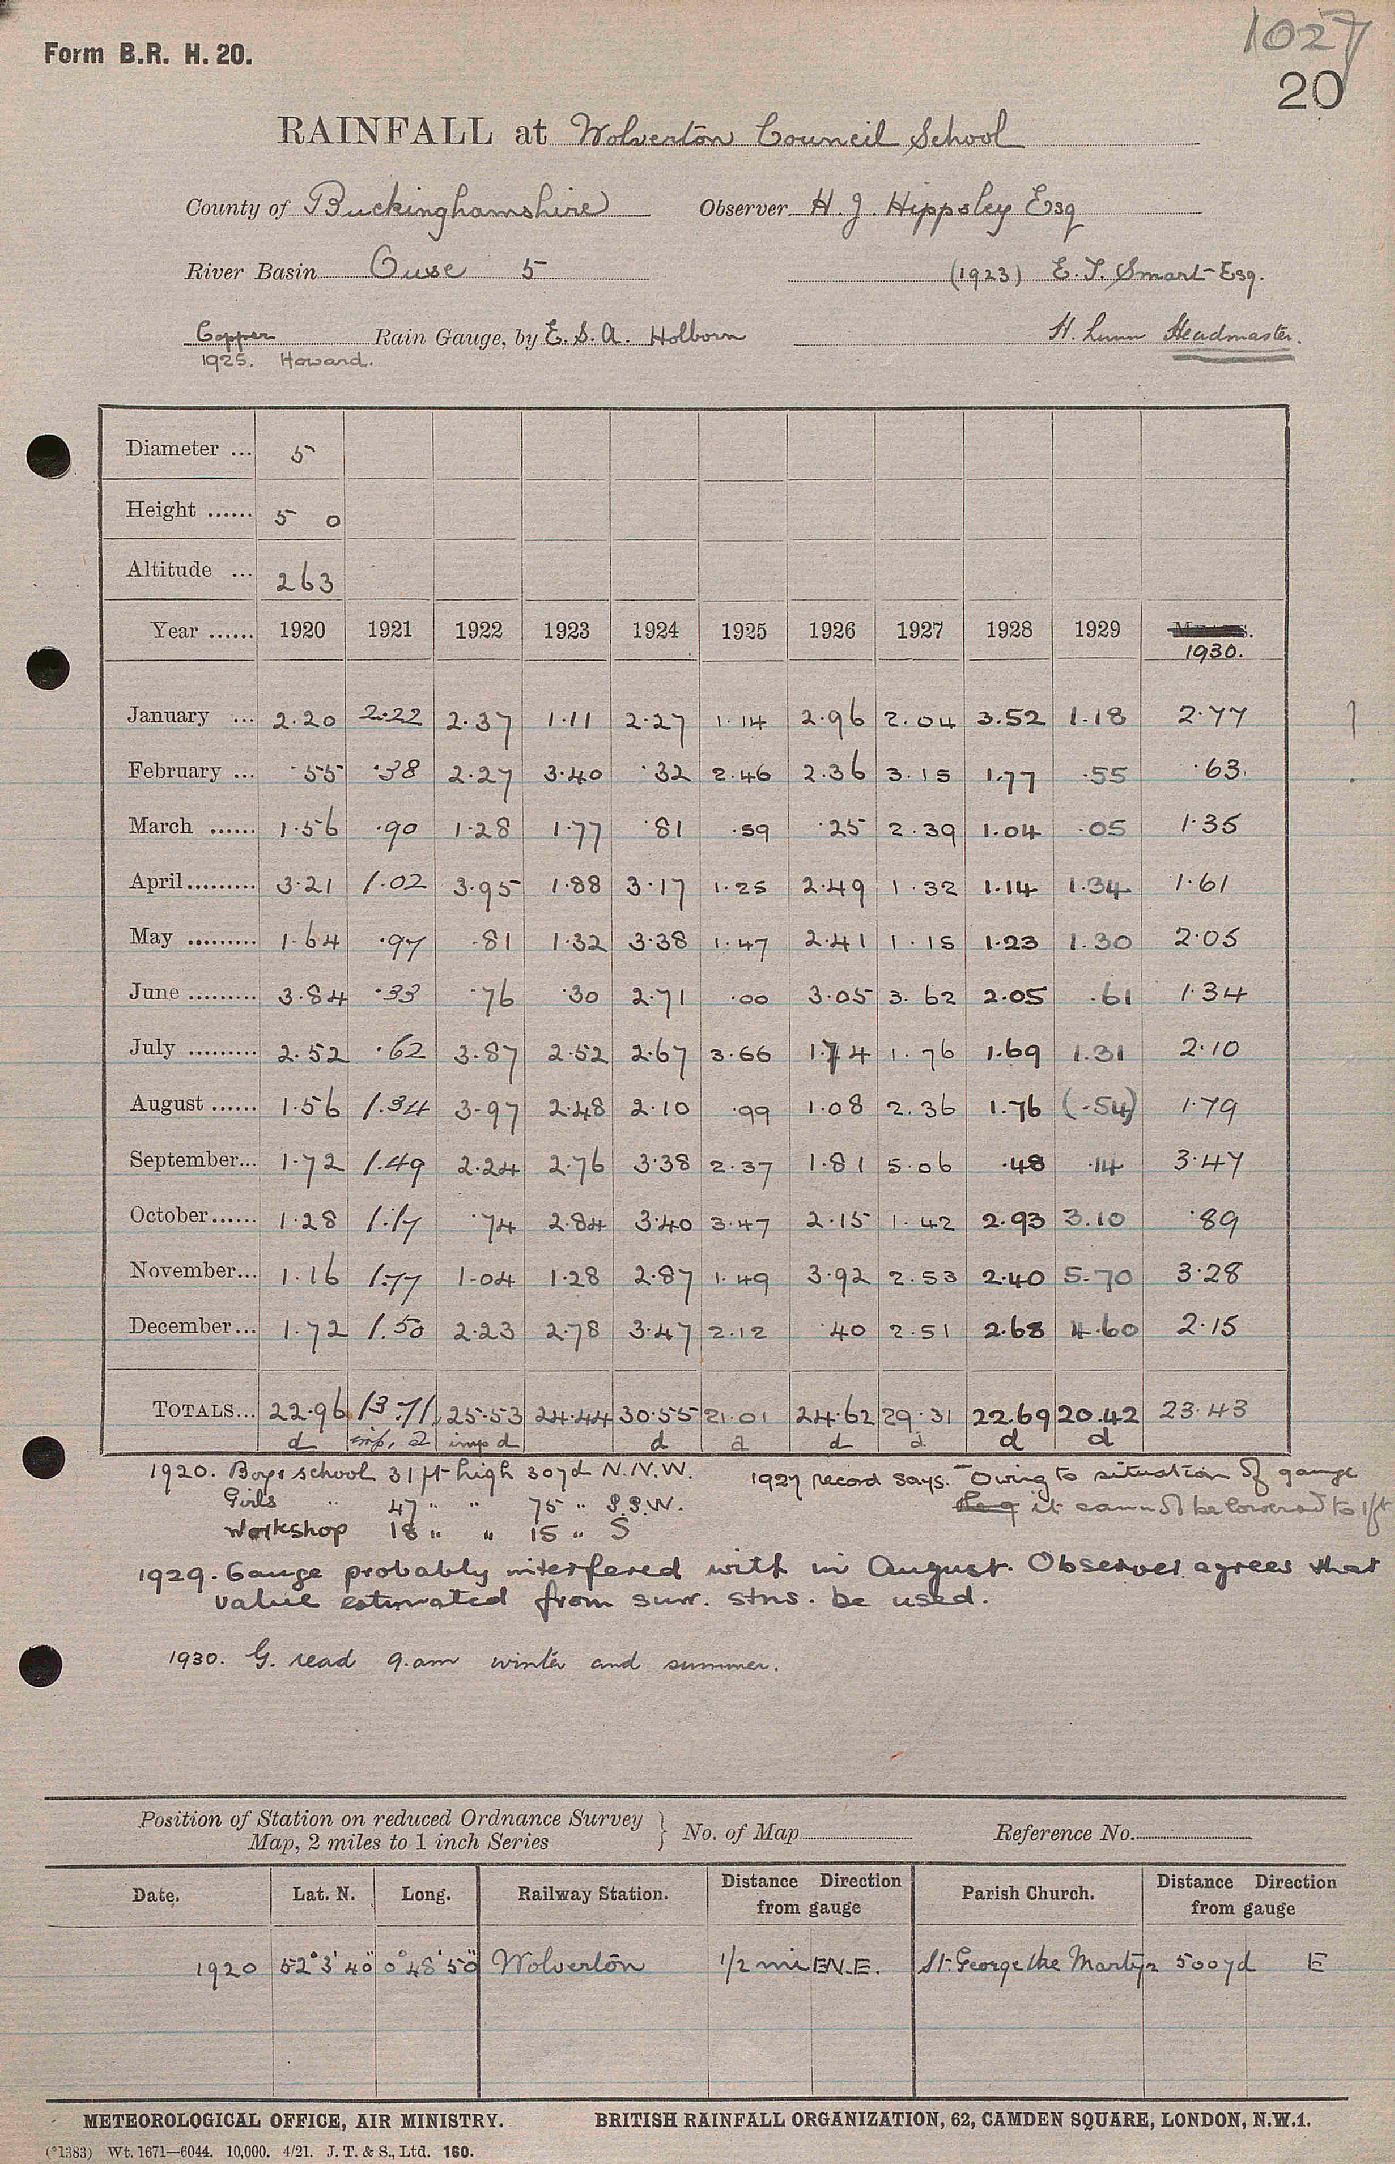 Form B.R. H. 20.
1027
20
RAINFALL at Wolverton Council School
County of Buckinghamshire Observer H. J. Hippsley Esq
River Basin Ouse 5 (1923) E. T. Smart Esq.
Copper Rain Gauge, by E. S. A. Holborn H. Lunn Headmaster.
1925. Howard.
Diameter ... 5
Height ...... 5 0
Altitude ... 263
Year ...... 1920 1921 1922 1923 1924 1925 1926 1927 1928 1929 1930.
January ... 2.20 2.22 2.37 1.11 2.27 1.14 2.96 2.04 3.52 1.18 2.77
February ... .55 .38 2.27 3.40 .32 2.46 2.36 3.15 1.77 .55 .63.
March ...... 1.56 .90 1.28 1.77 .81 .59 .25 2.39 1.04 .05 1.35
April ......... 3.21 1.02 3.95 1.88 3.17 1.25 2.49 1.32 1.14 1.34 1.61
May ......... 1.64 .97 .81 1.32 3.38 1.47 2.41 1.15 1.23 1.30 2.05
June ......... 3.84 .33 .76 .30 2.71 .00 3.05 3.62 2.05 .61 1.34
July ......... 2.52 .62 3.87 2.52 2.67 3.66 1.74 1.76 1.69 1.31 2.10
August ...... 1.56 1.34 3.97 2.48 2.10 .99 1.08 2.36 1.76 (.54) 1.79
September... 1.72 1.49 2.24 2.76 3.38 2.37 1.81 5.06 .48 .14 3.47
October ...... 1.28 1.17 .74 2.84 3.40 3.47 2.15 1.42 2.93 3.10 .89
November... 1.16 1.77 1.04 1.28 2.87 1.49 3.92 2.53 2.40 5.70 3.28
December... 1.72 1.50 2.23 2.78 3.47 2.12 .40 2.51 2.68 4.60 2.15
TOTALS... 22.96 13.71 25.53 24.44 30.55 21.01 24.62 29.31 22.69 20.42 23.43
d imp. d imp d d d d d d d
1920. Boys school 31 ft high 30yd N.N.W. 1927 record says. "Owing to situation of gauge
Girls " 47 " " 75 " S.S.W. it cannot be lowered to 1ft
Workshop 18 " " 15 " S
1929. Gauge probably interfered with in August. Observer agrees that
value estimated from surr. stns. be used.
1930. G. read 9.am winter and summer.
Position of Station on reduced Ordnance Survey
Map, 2 miles to 1 inch Series } No. of Map Reference No.
Date. Lat. N. Long. Railway Station. Distance Direction from gauge Parish Church. Distance Direction from gauge
1920 52° 3' 40" 0° 48' 50" Wolverton 1/2 mi E.N.E. St. George the Martyr 500yd E
METEOROLOGICAL OFFICE, AIR MINISTRY. BRITISH RAINFALL ORGANIZATION, 62, CAMDEN SQUARE, LONDON, N.W.1.
(*1383) Wt. 1671—6044. 10,000. 4/21. J. T. & S., Ltd. 160.